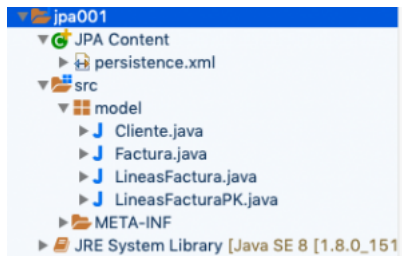 jpa001
JPA Content
persistence.xml
src
model
Cliente.java
Factura.java
LineasFactura.java
LineasFacturaPK.java
META-INF
JRE System Library [Java SE 8 [1.8.0_151